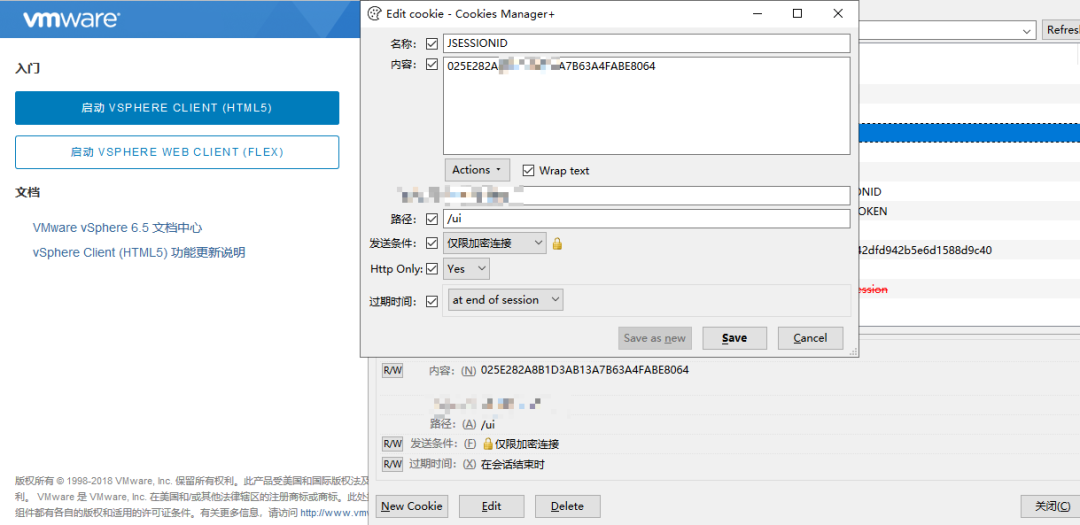 vmware
入门
启动 VSPHERE CLIENT (HTML5)
启动 VSPHERE WEB CLIENT (FLEX)
文档
VMware vSphere 6.5 文档中心
vSphere Client (HTML5) 功能更新说明
版权所有 © 1998-2018 VMware, Inc. 保留所有权利。此产品受美国和国际版权法及
利。 VMware 是 VMware, Inc. 在美国和/或其他法律辖区的注册商标或商标。此处
组件都有各自的版权和适用的许可证条件。有关更多信息，请访问 http://www.vm
Edit cookie - Cookies Manager+
名称: JSESSIONID
内容: 025E282A A7B63A4FABE8064
Actions
Wrap text
路径: /ui
发送条件: 仅限加密连接
Http Only: Yes
过期时间: at end of session
Save as new
Save
Cancel
Refres
ONID
OKEN
42dfd942b5e6d1588d9c40
ession
R/W 内容: (N) 025E282A8B1D3AB13A7B63A4FABE8064
路径: (A) /ui
R/W 发送条件: (F) 仅限加密连接
R/W 过期时间: (X) 在会话结束时
New Cookie
Edit
Delete
关闭(C)